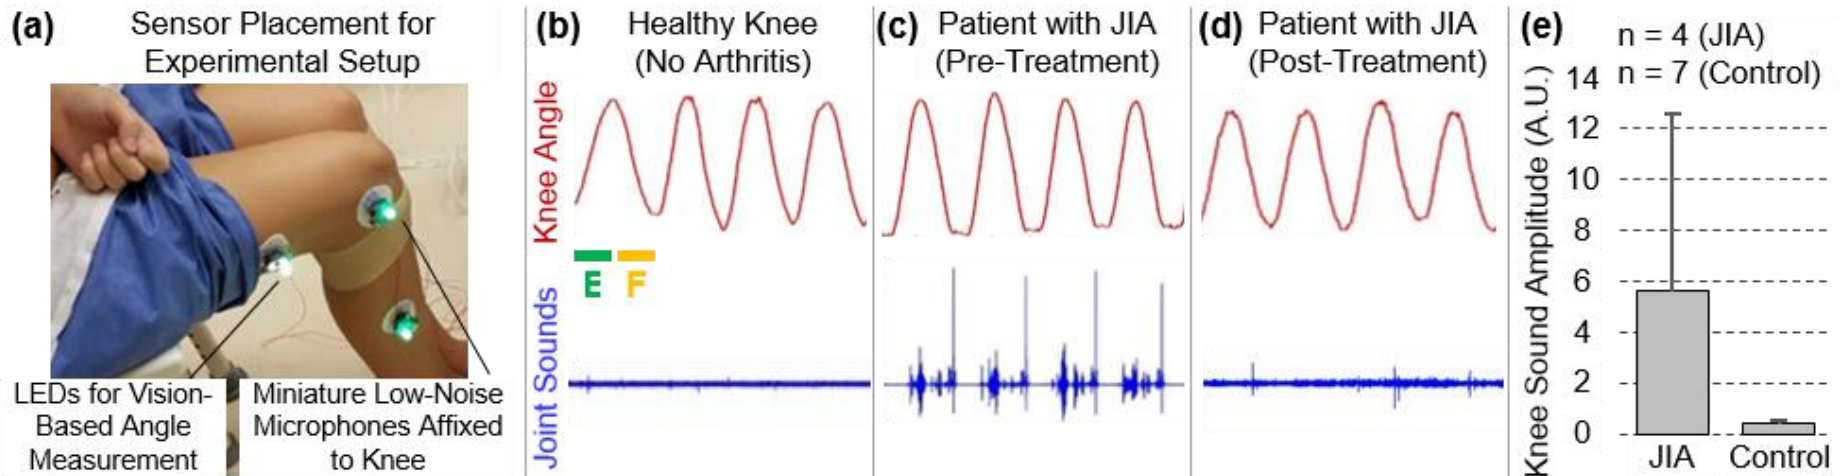 (a) Sensor Placement for
Experimental Setup
LEDs for Vision-
Based Angle
Measurement
Miniature Low-Noise
Microphones Affixed
to Knee
(b) Healthy Knee
(No Arthritis)
Knee Angle
E F
Joint Sounds
(c) Patient with JIA
(Pre-Treatment)
(d) Patient with JIA
(Post-Treatment)
(e) n = 4 (JIA)
n = 7 (Control)
Knee Sound Amplitude (A.U.)
14
12
10
8
6
4
2
0
JIA Control